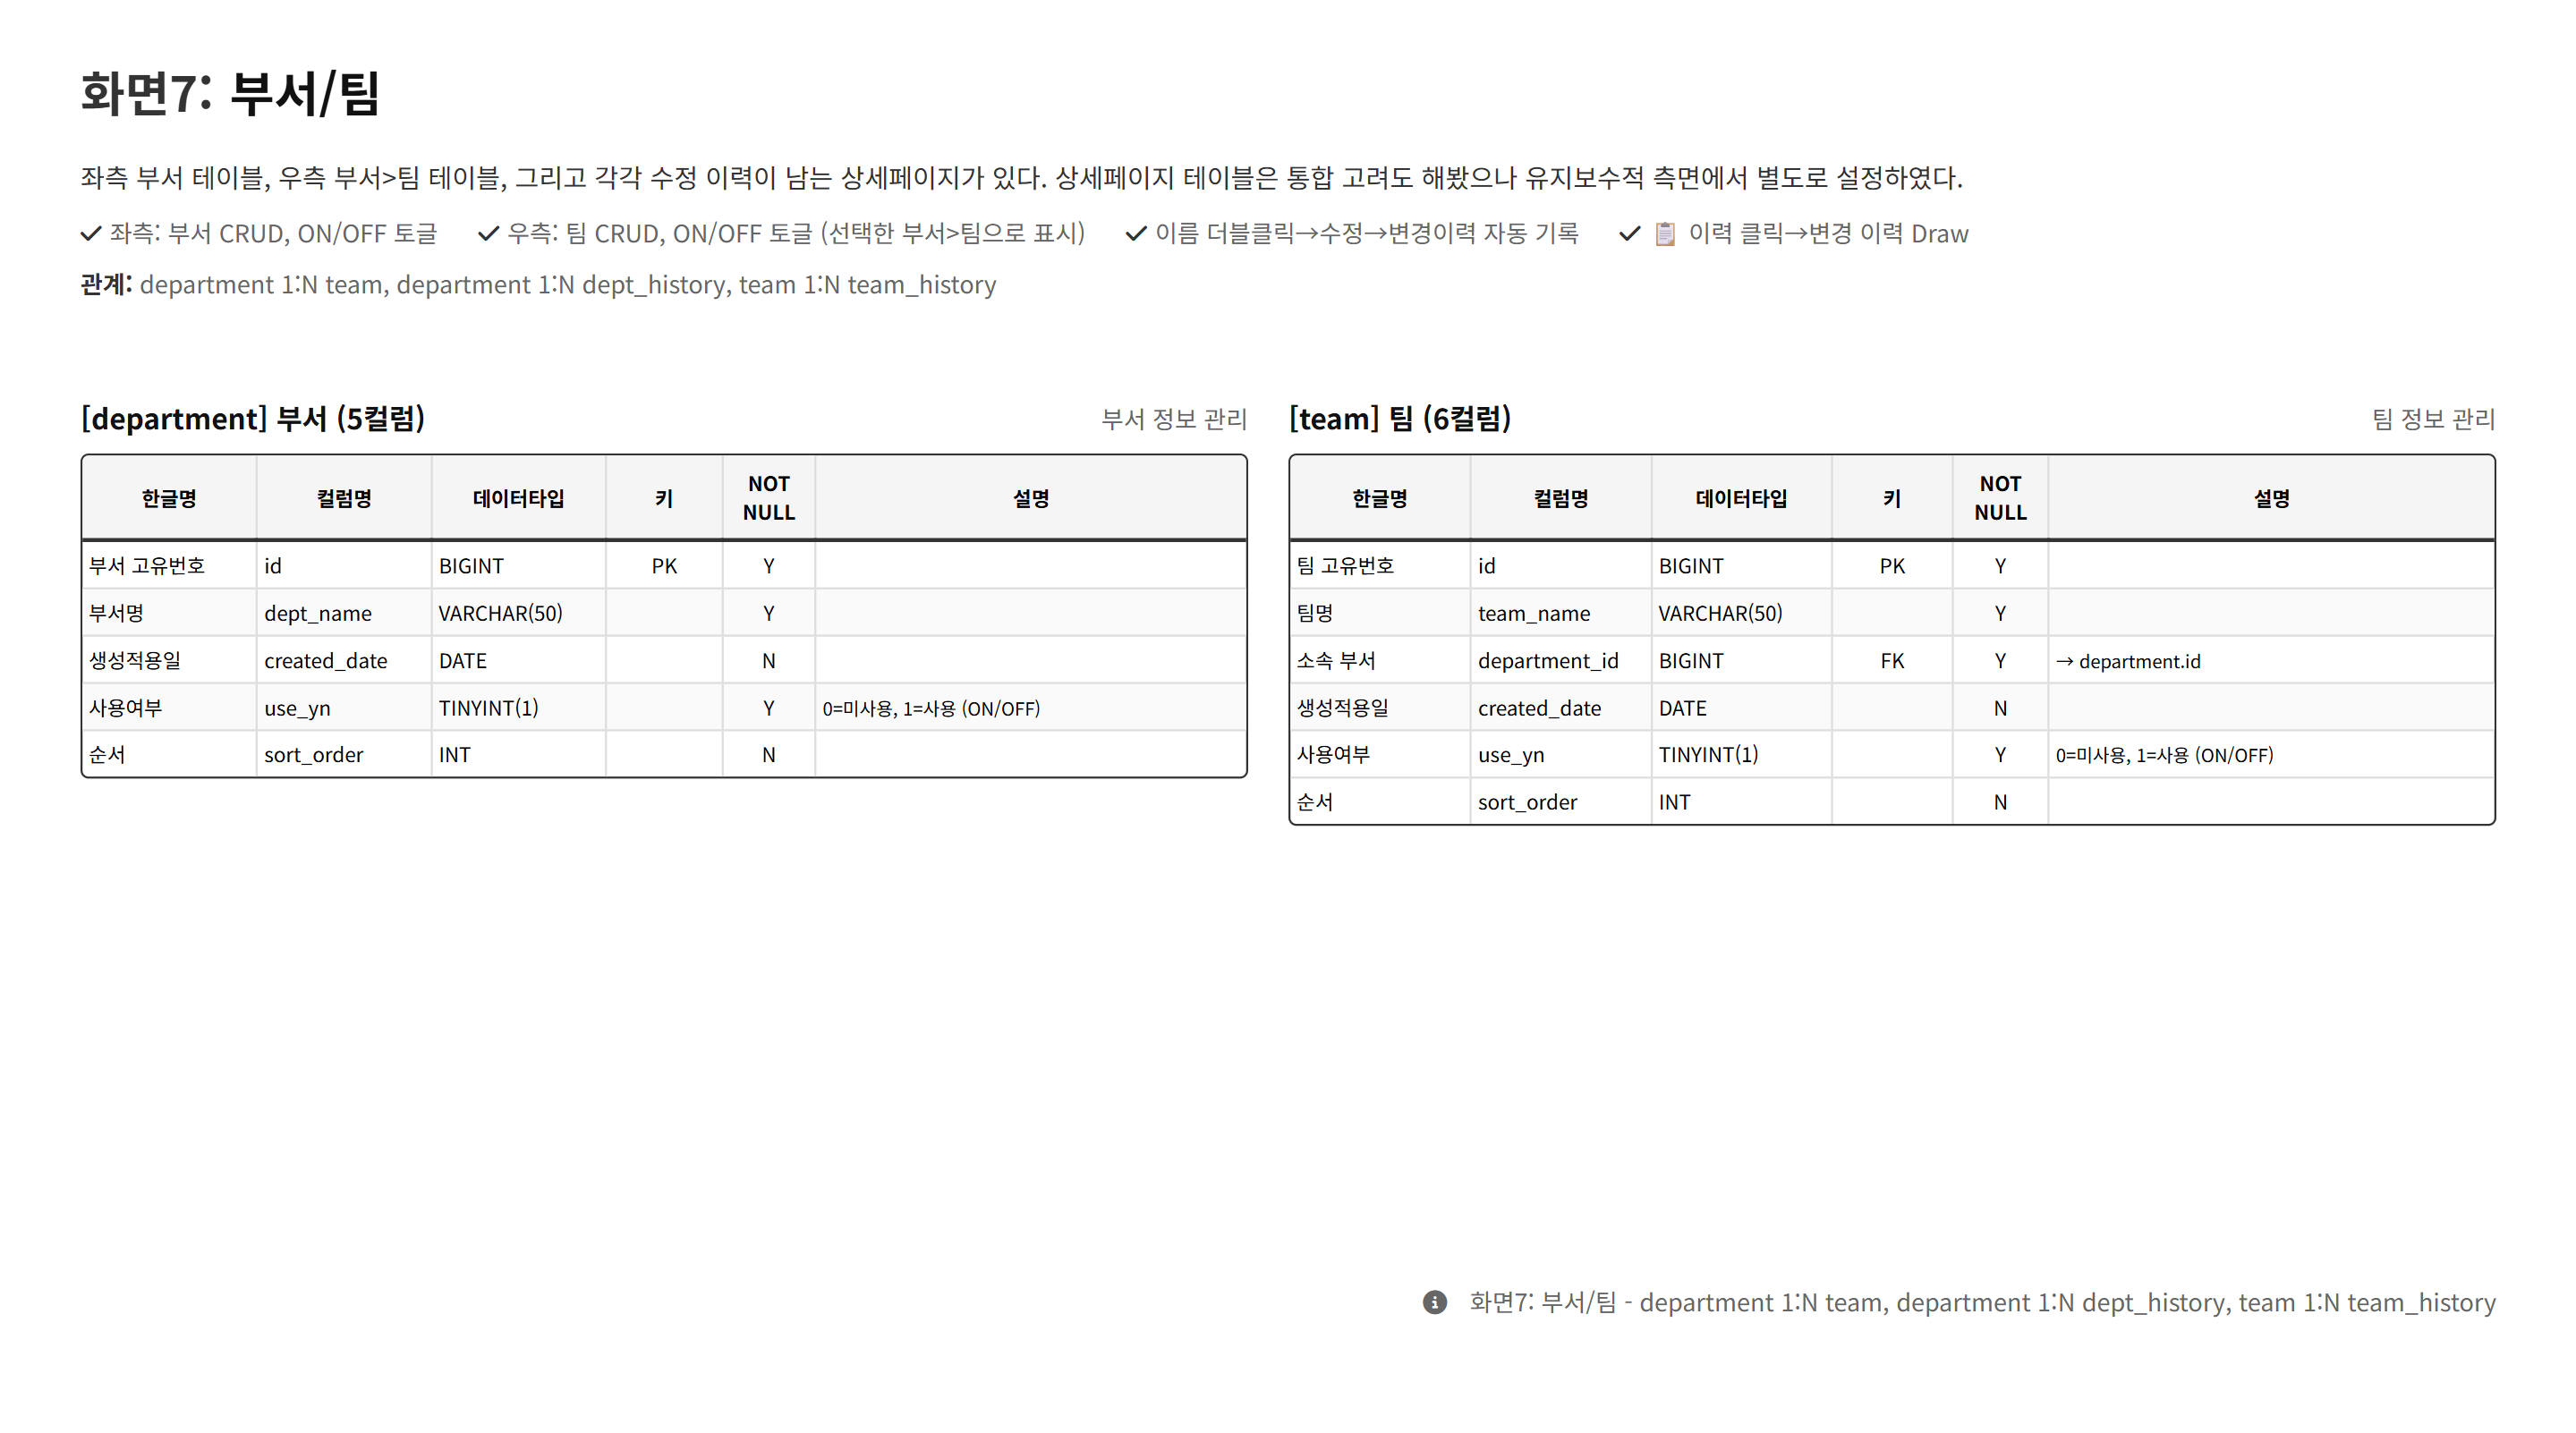 화면7: 부서/팀
좌측 부서 테이블, 우측 부서>팀 테이블, 그리고 각각 수정 이력이 남는 상세페이지가 있다. 상세페이지 테이블은 통합 고려도 해봤으나 유지보수적 측면에서 별도로 설정하였다.
✓ 좌측: 부서 CRUD, ON/OFF 토글 ✓ 우측: 팀 CRUD, ON/OFF 토글 (선택한 부서>팀으로 표시) ✓ 이름 더블클릭→수정→변경이력 자동 기록 ✓ 📋 이력 클릭→변경 이력 Draw
관계: department 1:N team, department 1:N dept_history, team 1:N team_history
[department] 부서 (5컬럼) 부서 정보 관리
한글명 컬럼명 데이터타입 키 NOT NULL 설명
부서 고유번호 id BIGINT PK Y
부서명 dept_name VARCHAR(50) Y
생성적용일 created_date DATE N
사용여부 use_yn TINYINT(1) Y 0=미사용, 1=사용 (ON/OFF)
순서 sort_order INT N
[team] 팀 (6컬럼) 팀 정보 관리
한글명 컬럼명 데이터타입 키 NOT NULL 설명
팀 고유번호 id BIGINT PK Y
팀명 team_name VARCHAR(50) Y
소속 부서 department_id BIGINT FK Y → department.id
생성적용일 created_date DATE N
사용여부 use_yn TINYINT(1) Y 0=미사용, 1=사용 (ON/OFF)
순서 sort_order INT N
화면7: 부서/팀 - department 1:N team, department 1:N dept_history, team 1:N team_history